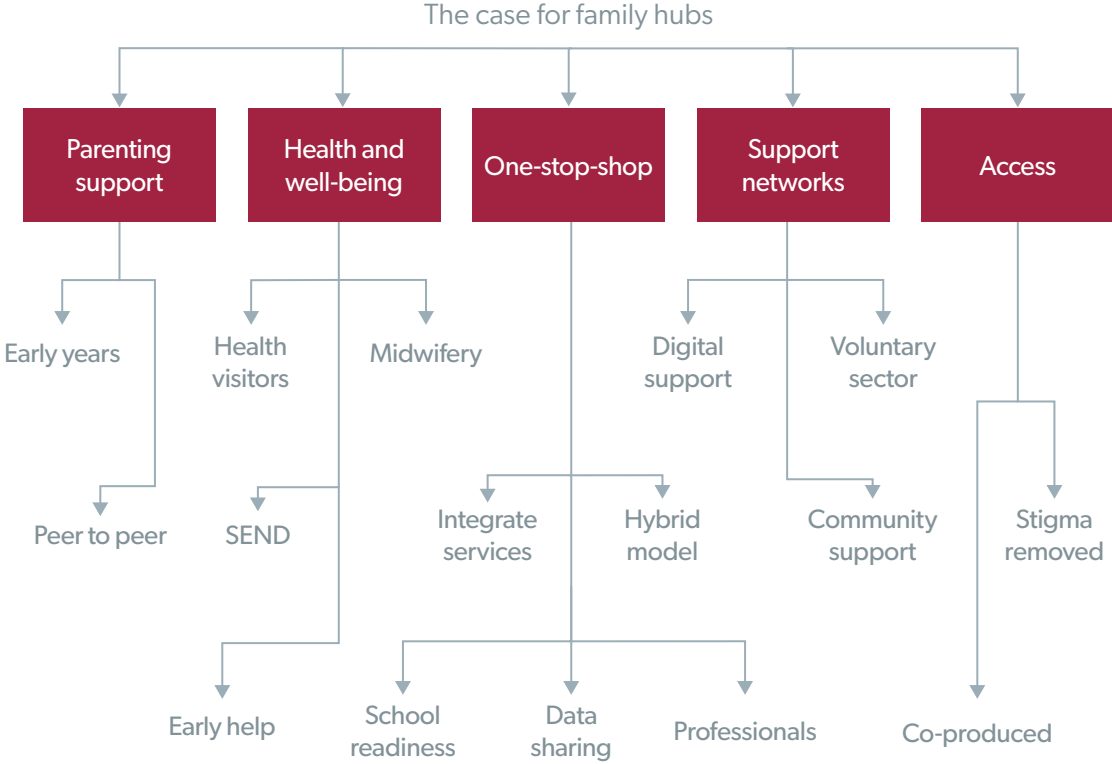 The case for family hubs
Parenting
support
Health and
well-being
One-stop-shop
Support
networks
Access
Early years
Health
visitors
Midwifery
Digital
support
Voluntary
sector
Peer to peer
SEND
Integrate
services
Hybrid
model
Community
support
Stigma
removed
Early help
School
readiness
Data
sharing
Professionals
Co-produced